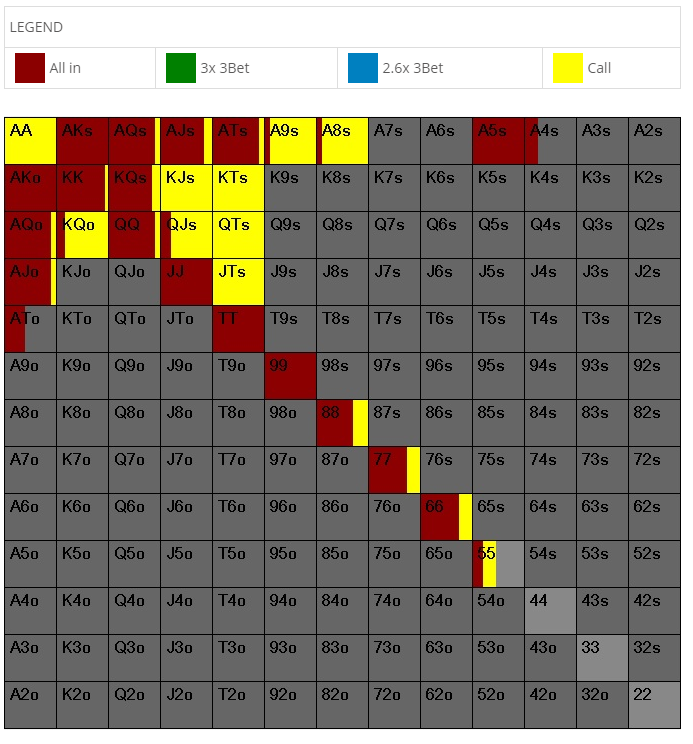 LEGEND
All in 3x 3Bet 2.6x 3Bet Call
AA AKs AQs AJs ATs A9s A8s A7s A6s A5s A4s A3s A2s
AKo KK KQs KJs KTs K9s K8s K7s K6s K5s K4s K3s K2s
AQo KQo QQ QJs QTs Q9s Q8s Q7s Q6s Q5s Q4s Q3s Q2s
AJo KJo QJo JJ JTs J9s J8s J7s J6s J5s J4s J3s J2s
ATo KTo QTo JTo TT T9s T8s T7s T6s T5s T4s T3s T2s
A9o K9o Q9o J9o T9o 99 98s 97s 96s 95s 94s 93s 92s
A8o K8o Q8o J8o T8o 98o 88 87s 86s 85s 84s 83s 82s
A7o K7o Q7o J7o T7o 97o 87o 77 76s 75s 74s 73s 72s
A6o K6o Q6o J6o T6o 96o 86o 76o 66 65s 64s 63s 62s
A5o K5o Q5o J5o T5o 95o 85o 75o 65o 55 54s 53s 52s
A4o K4o Q4o J4o T4o 94o 84o 74o 64o 54o 44 43s 42s
A3o K3o Q3o J3o T3o 93o 83o 73o 63o 53o 43o 33 32s
A2o K2o Q2o J2o T2o 92o 82o 72o 62o 52o 42o 32o 22